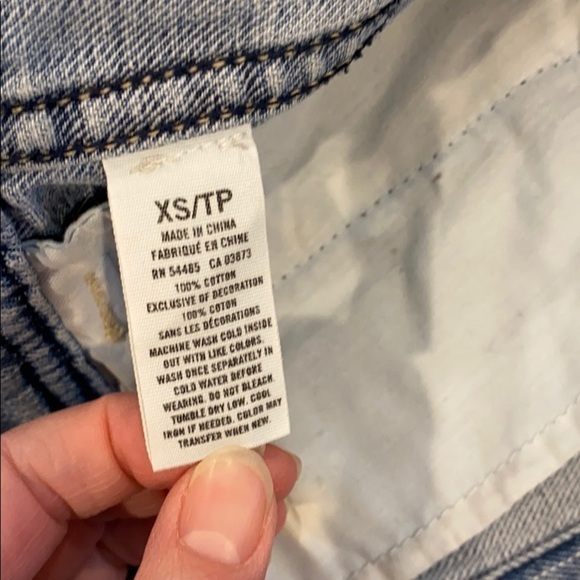 XS/TP
MADE IN CHINA
FABRIQUÉ EN CHINE
RN 54485 CA 03873
100% COTTON
EXCLUSIVE OF DECORATION
100% COTON
SANS LES DÉCORATIONS
MACHINE WASH COLD INSIDE
OUT WITH LIKE COLORS.
WASH ONCE SEPARATELY IN
COLD WATER BEFORE
WEARING. DO NOT BLEACH.
TUMBLE DRY LOW. COOL
IRON IF NEEDED. COLOR MAY
TRANSFER WHEN NEW.